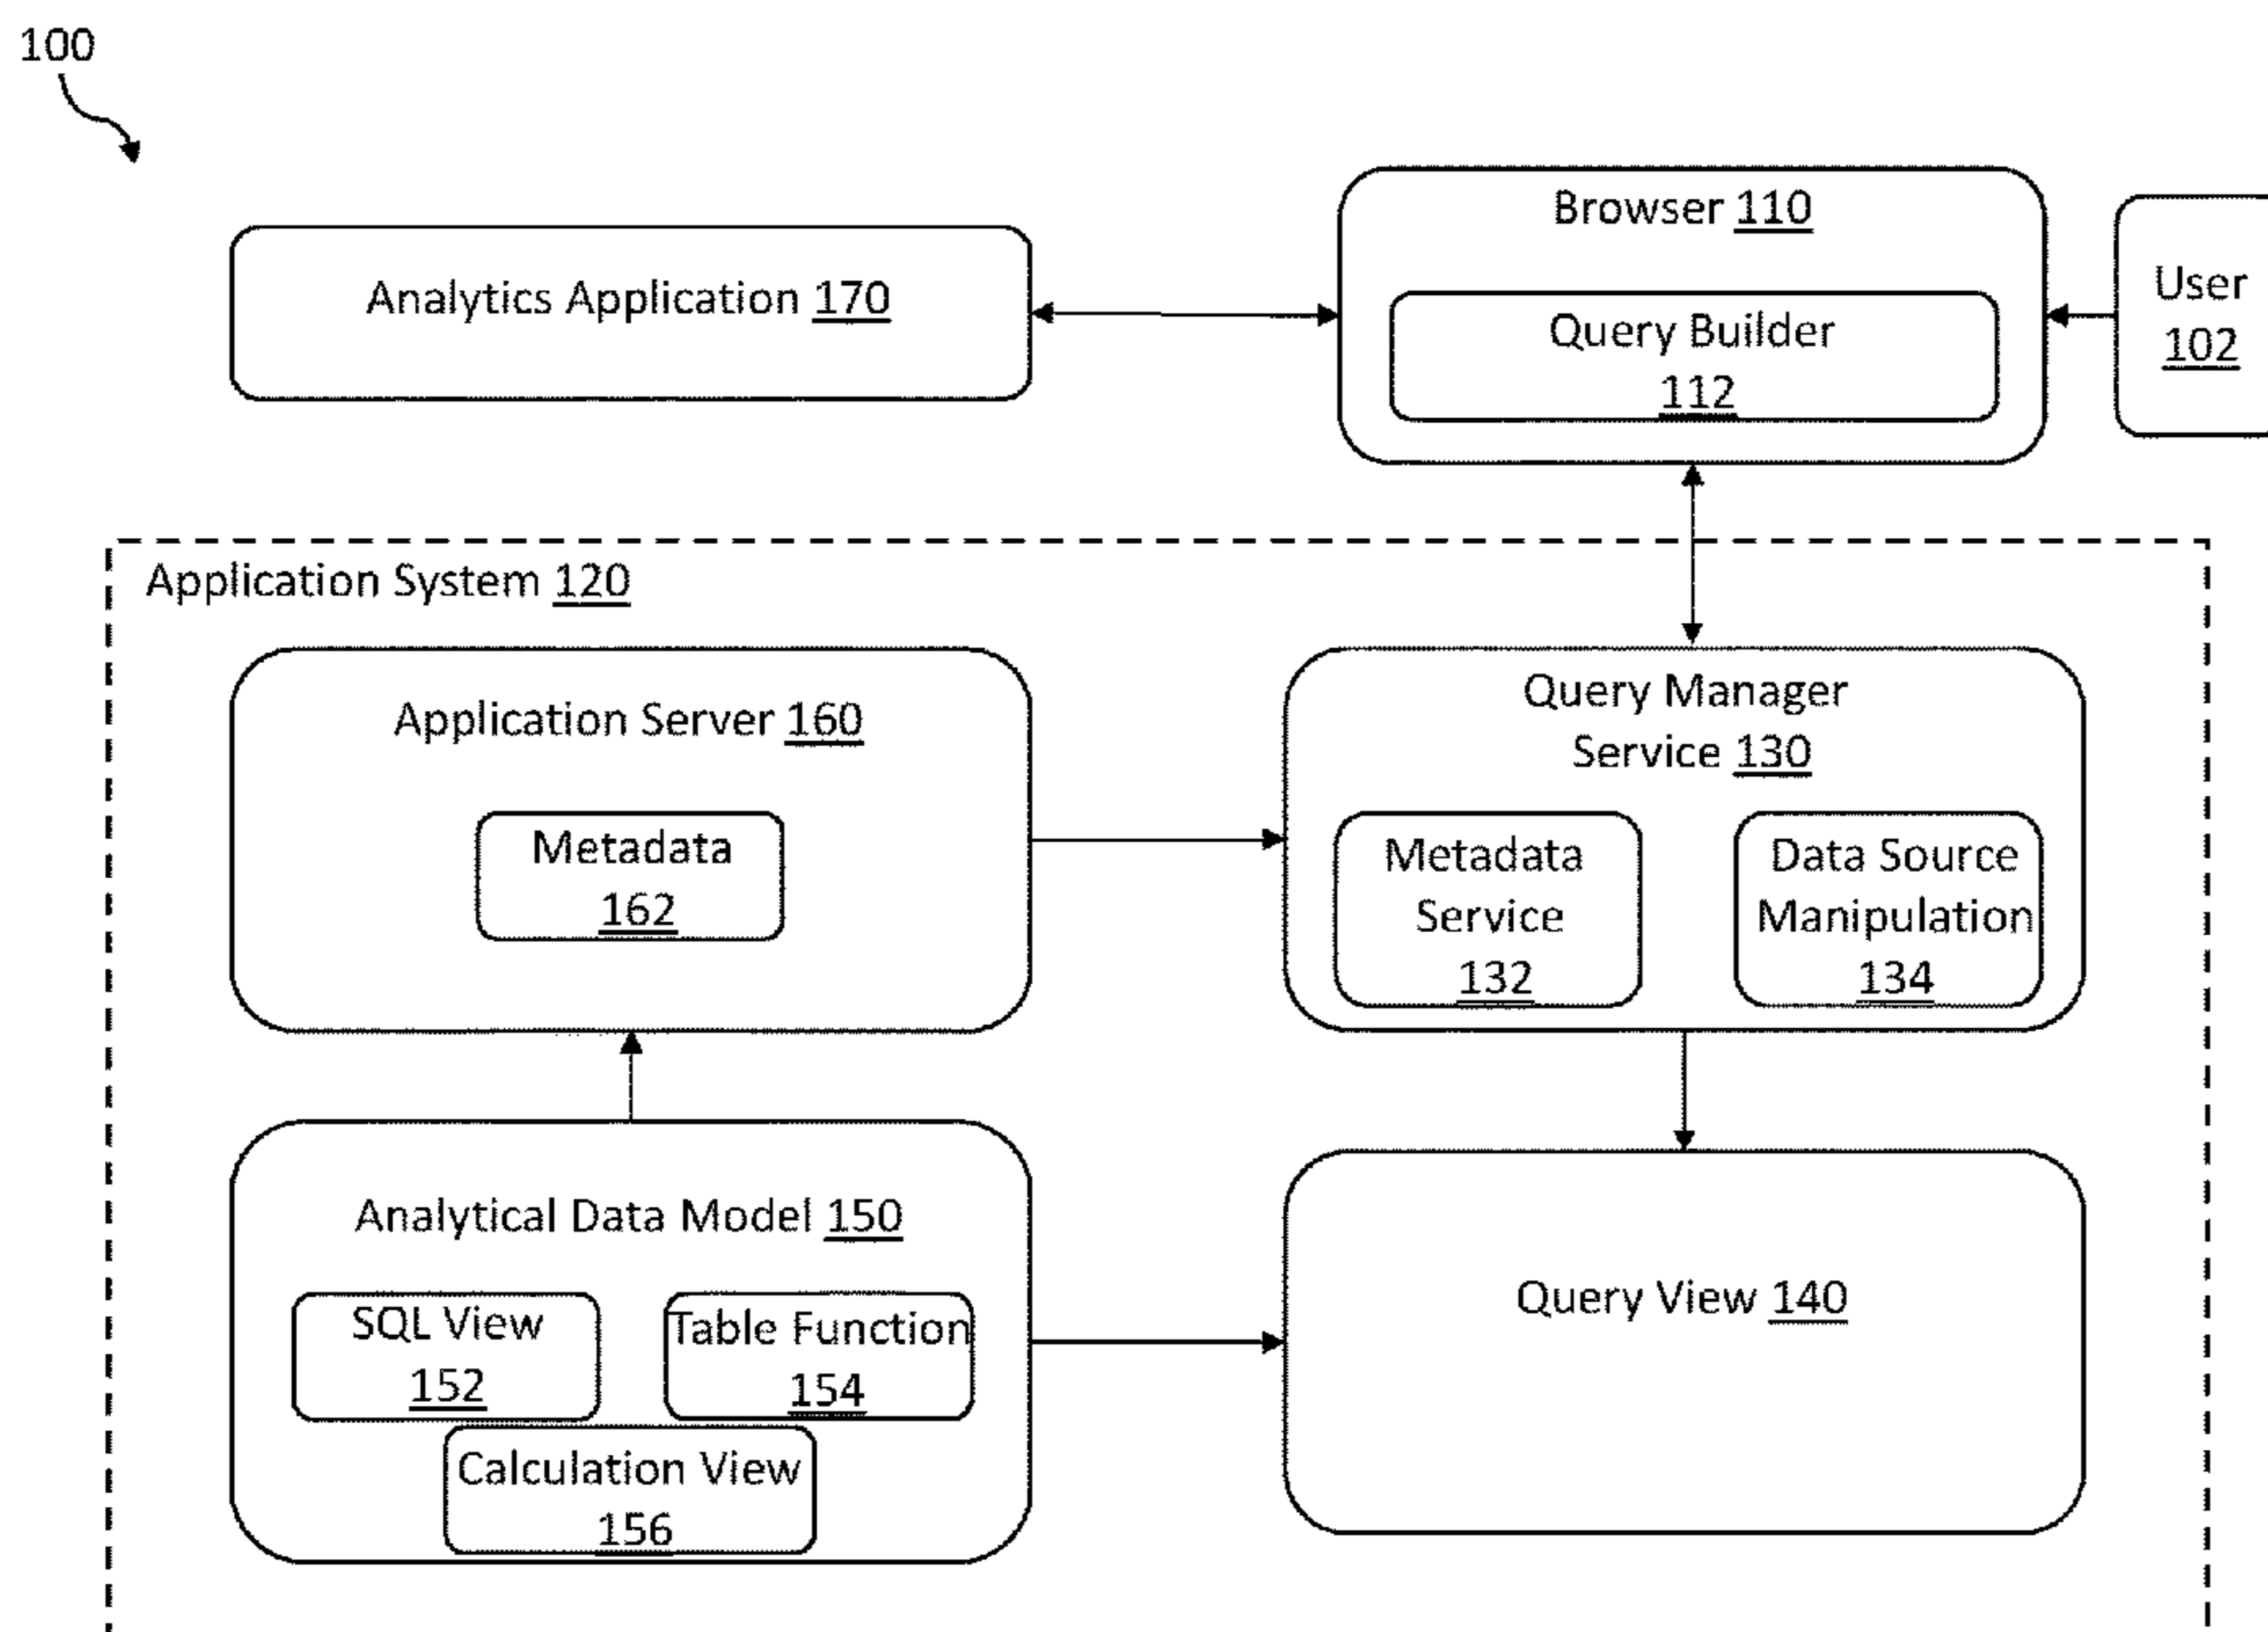 100
Browser 110
Analytics Application 170
Query Builder
112
User
102
Application System 120
Application Server 160
Metadata
162
Query Manager
Service 130
Metadada
Service
132
Data Source
Manipulation
134
Analytical Data Model 150
SQL View
152
Table Function
154
Calculation View
156
Query View 140